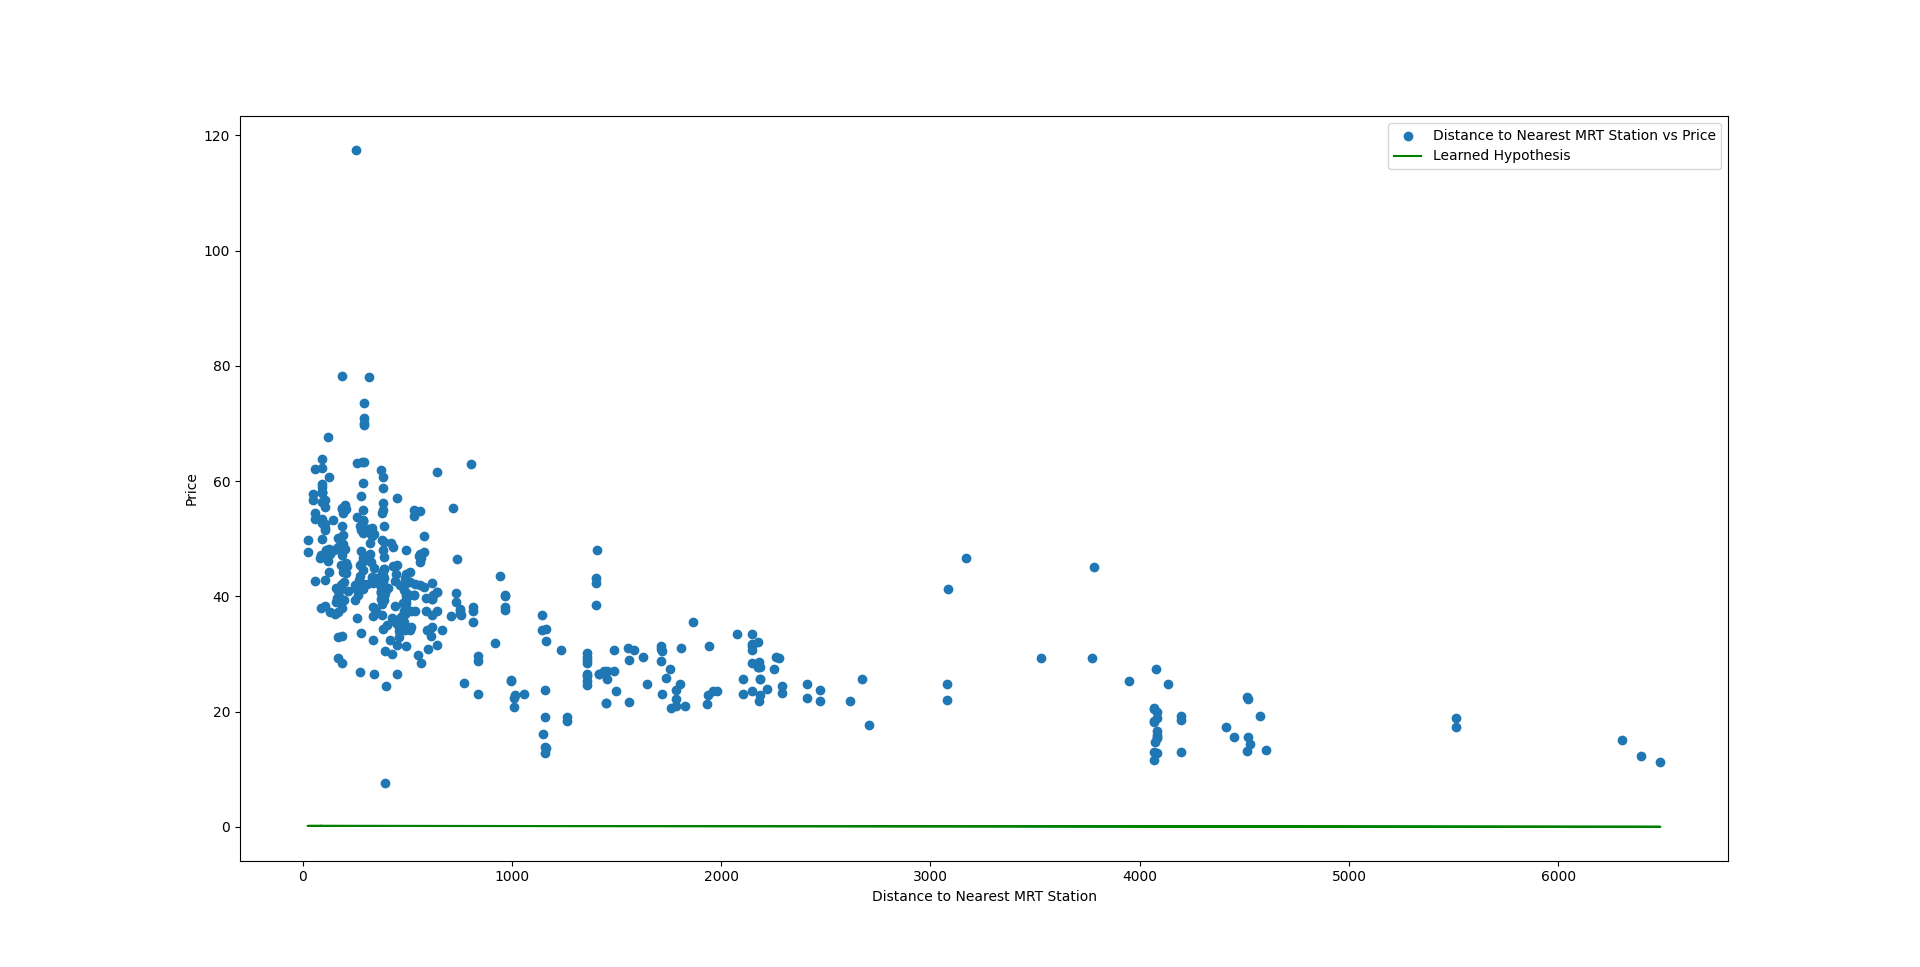 120
100
80
60
40
20
0
Price
0 1000 2000 3000 4000 5000 6000
Distance to Nearest MRT Station
Distance to Nearest MRT Station vs Price
Learned Hypothesis